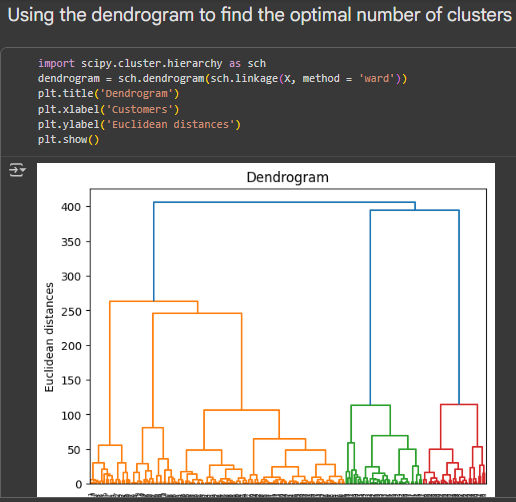 Using the dendrogram to find the optimal number of clusters
import scipy.cluster.hierarchy as sch
dendrogram = sch.dendrogram(sch.linkage(X, method = 'ward'))
plt.title('Dendrogram')
plt.xlabel('Customers')
plt.ylabel('Euclidean distances')
plt.show()
Dendrogram
Euclidean distances
400
350
300
250
200
150
100
50
0